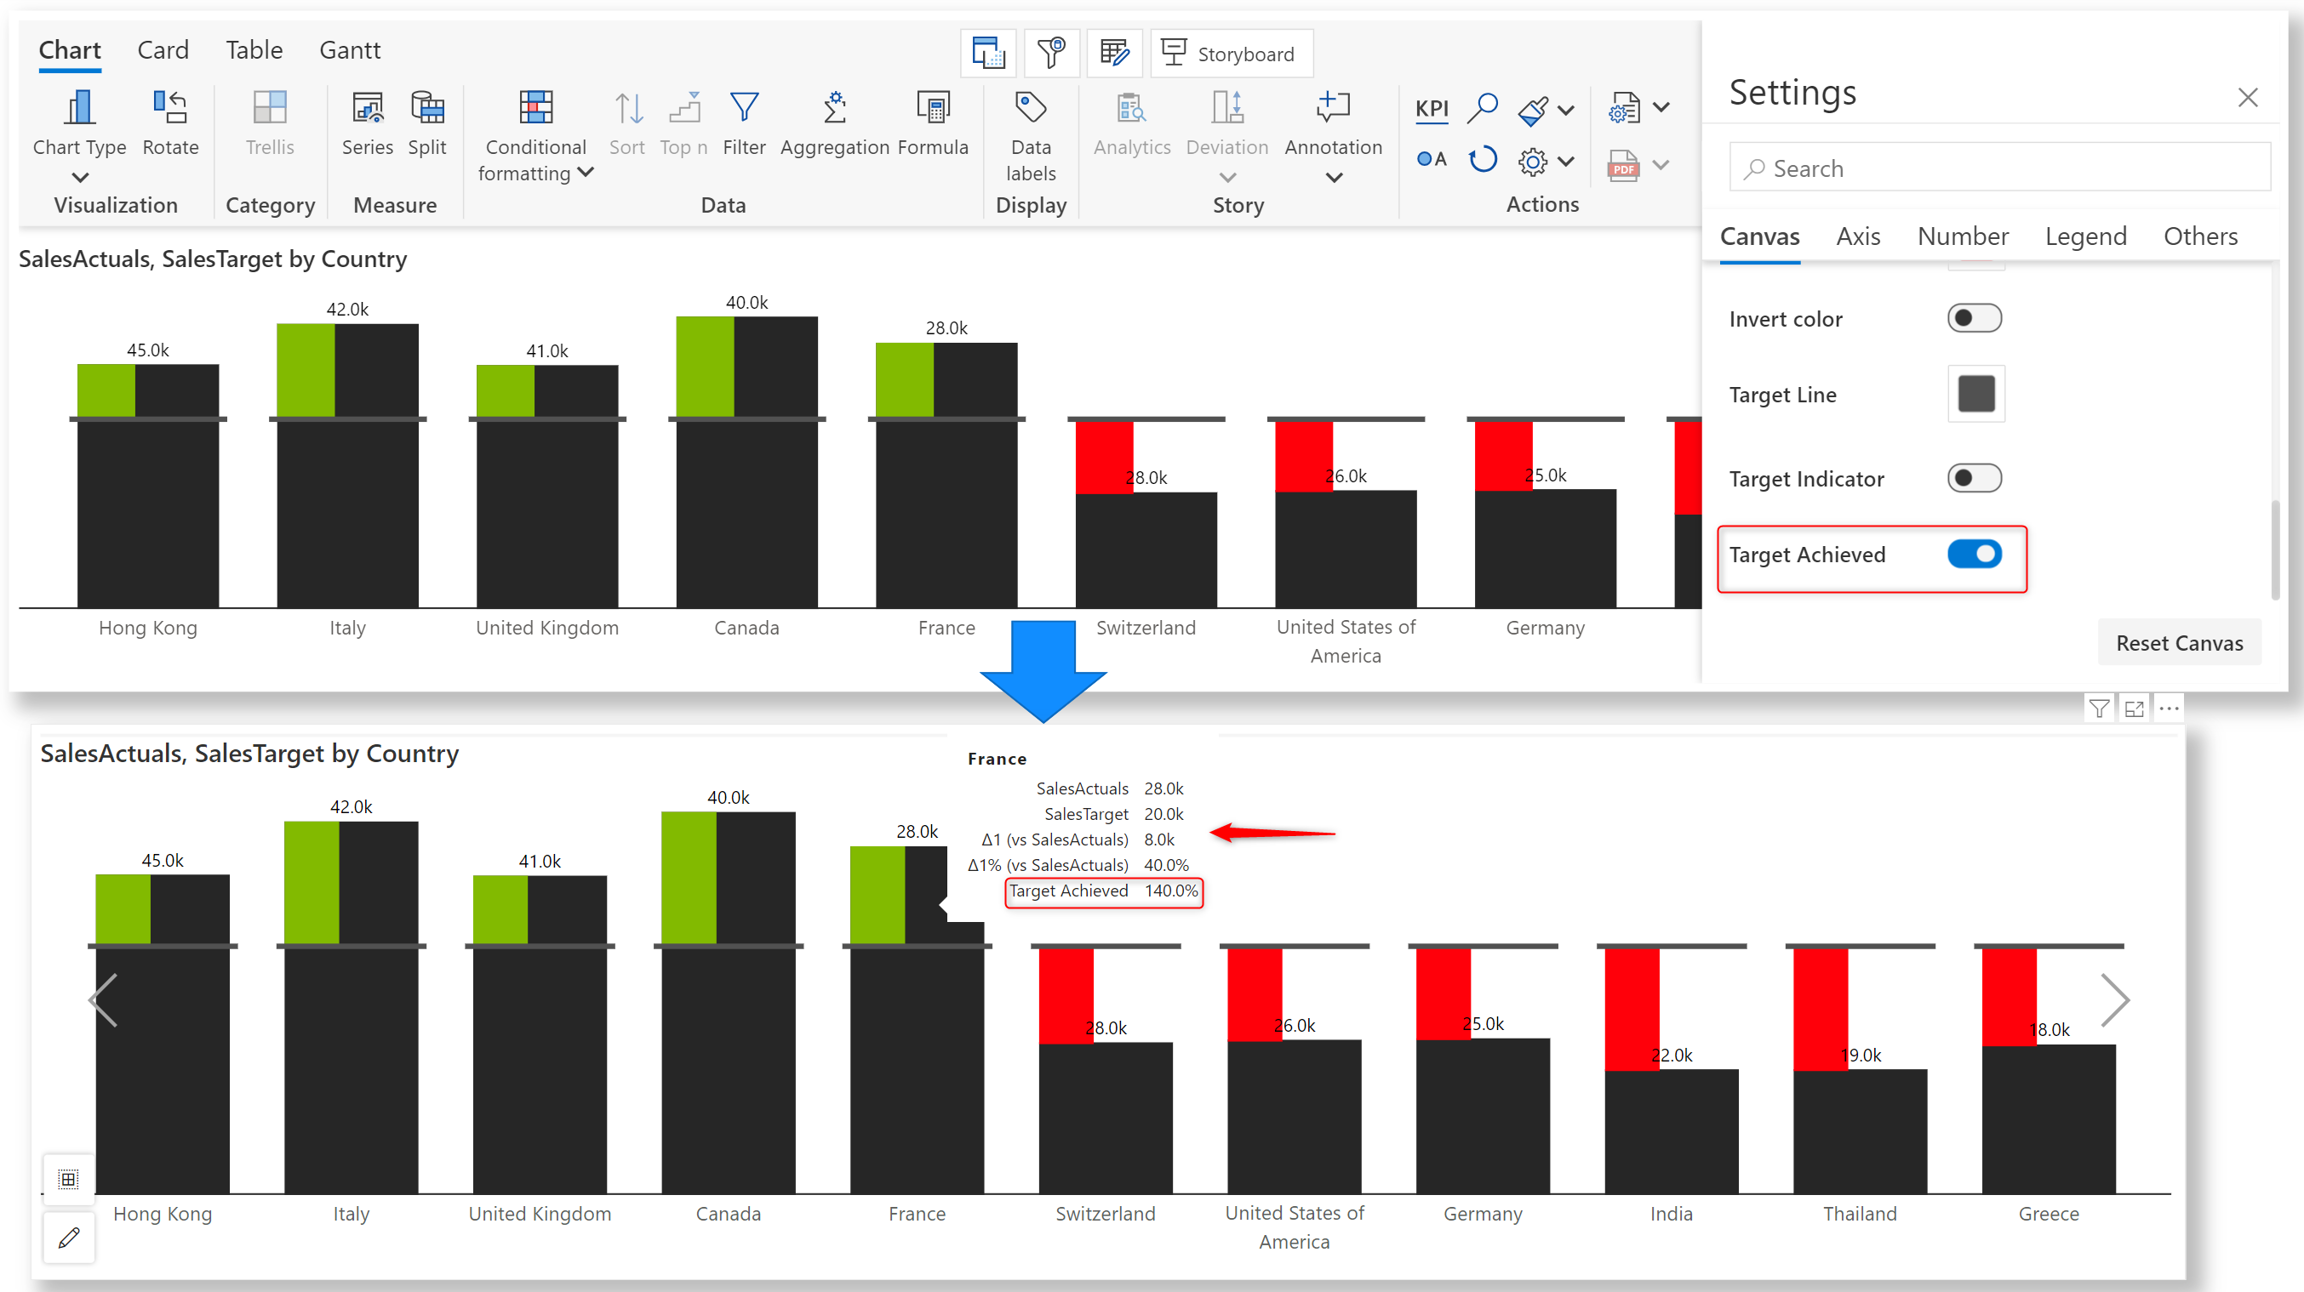 Chart Card Table Gantt
Storyboard
Settings
KPI
Chart Type Rotate Trellis Series Split Conditional formatting Sort Top n Filter Aggregation Formula Data labels Analytics Deviation Annotation
A
PDF
Search
Visualization Category Measure Data Display Story Actions
Canvas Axis Number Legend Others
SalesActuals, SalesTarget by Country
45.0k 42.0k 41.0k 40.0k 28.0k 28.0k 26.0k 25.0k
Hong Kong Italy United Kingdom Canada France Switzerland United States of America Germany
Invert color
Target Line
Target Indicator
Target Achieved
Reset Canvas
SalesActuals, SalesTarget by Country
France
SalesActuals 28.0k
SalesTarget 20.0k
Δ1 (vs SalesActuals) 8.0k
Δ1% (vs SalesActuals) 40.0%
Target Achieved 140.0%
45.0k 42.0k 41.0k 40.0k 28.0k 28.0k 26.0k 25.0k 22.0k 19.0k 18.0k
Hong Kong Italy United Kingdom Canada France Switzerland United States of America Germany India Thailand Greece